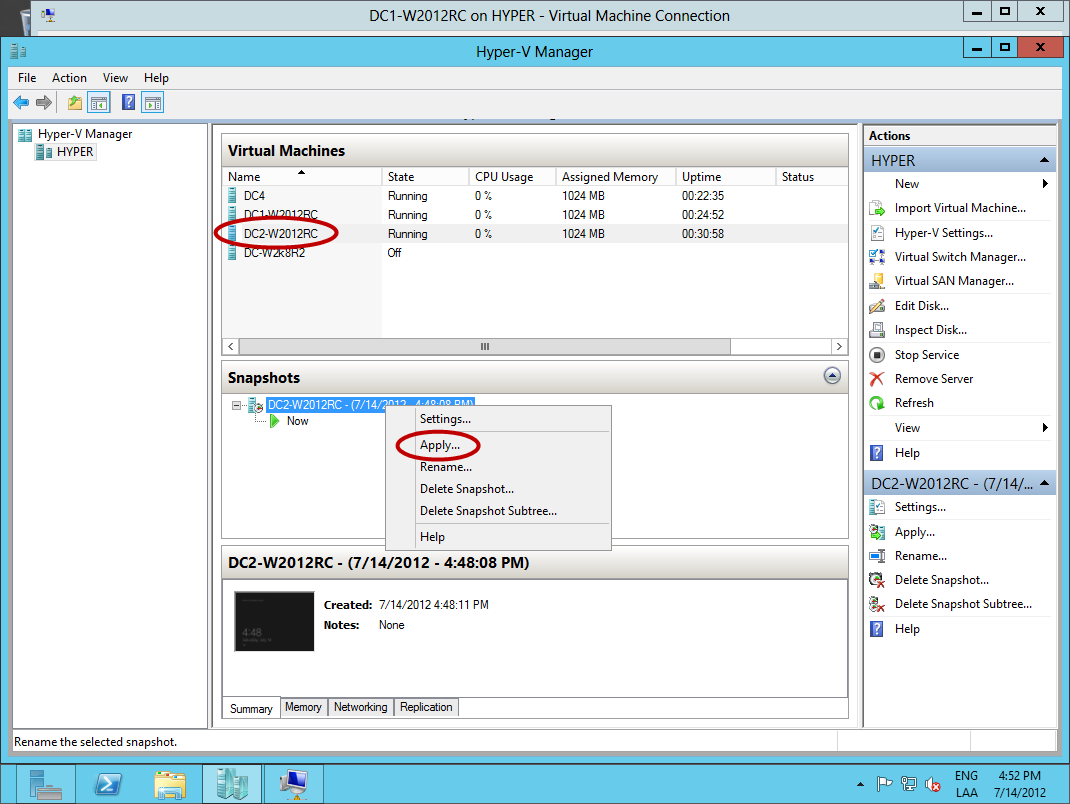 DC1-W2012RC on HYPER - Virtual Machine Connection
Hyper-V Manager
File Action View Help
Hyper-V Manager
HYPER
Virtual Machines
Name State CPU Usage Assigned Memory Uptime Status
DC4 Running 0 % 1024 MB 00:22:35
DC1-W2012RC Running 0 % 1024 MB 00:24:52
DC2-W2012RC Running 0 % 1024 MB 00:30:58
DC-W2k8R2 Off
Snapshots
DC2-W2012RC - (7/14/2012 - 4:48:08 PM)
Now
Settings...
Apply...
Rename...
Delete Snapshot...
Delete Snapshot Subtree...
Help
DC2-W2012RC - (7/14/2012 - 4:48:08 PM)
4:48
Created: 7/14/2012 4:48:11 PM
Notes: None
Summary Memory Networking Replication
Actions
HYPER
New
Import Virtual Machine...
Hyper-V Settings...
Virtual Switch Manager...
Virtual SAN Manager...
Edit Disk...
Inspect Disk...
Stop Service
Remove Server
Refresh
View
Help
DC2-W2012RC - (7/14/...
Settings...
Apply...
Rename...
Delete Snapshot...
Delete Snapshot Subtree...
Help
Rename the selected snapshot.
ENG 4:52 PM
LAA 7/14/2012